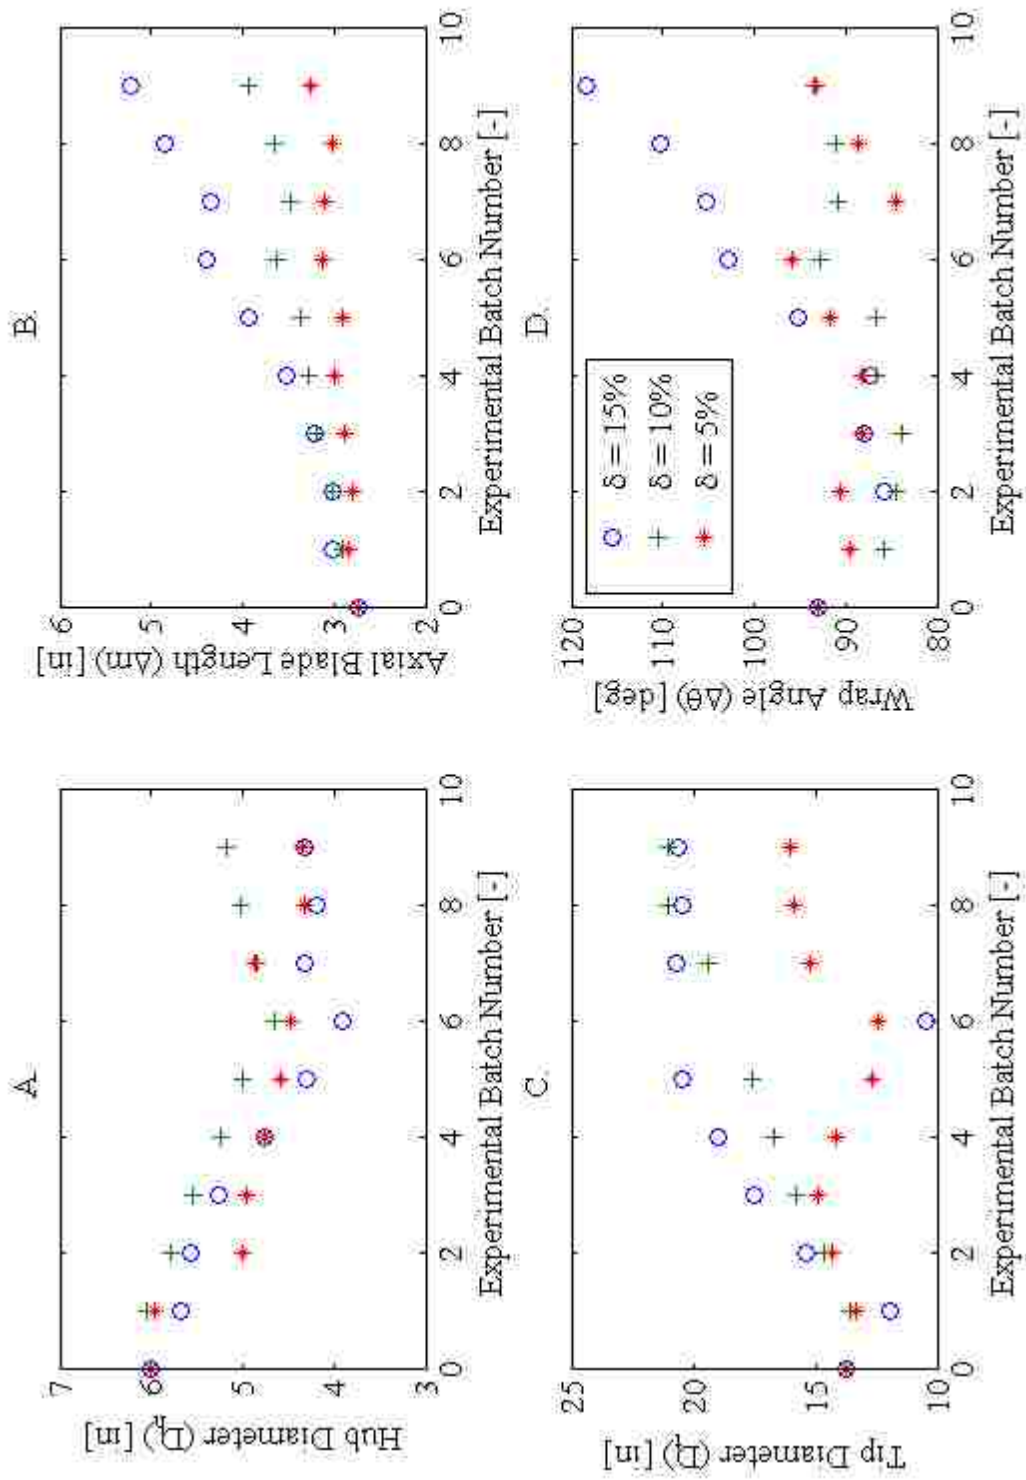 A.
7
6
5
4
3
0
2
4
6
8
10
Hub Diameter (Dh) [in]
Experimental Batch Number [-]
B.
6
5
4
3
2
0
2
4
6
8
10
Axial Blade Length (Δm) [in]
Experimental Batch Number [-]
C.
25
20
15
10
0
2
4
6
8
10
Tip Diameter (Dt) [in]
Experimental Batch Number [-]
D.
120
110
100
90
80
0
2
4
6
8
10
Wrap Angle (Δθ) [deg]
Experimental Batch Number [-]
δ = 15%
δ = 10%
δ = 5%